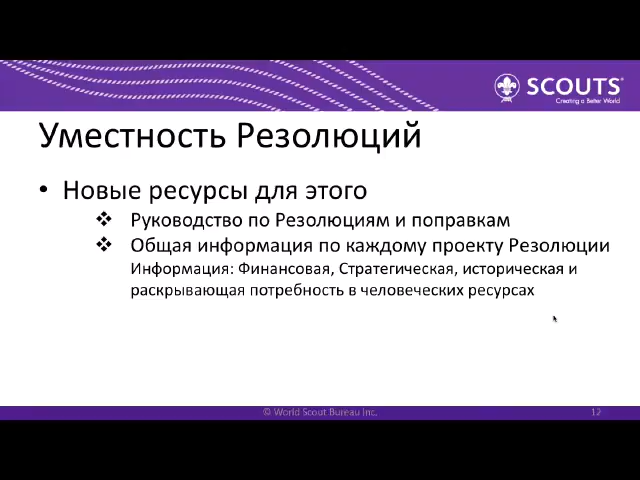 SCOUTS
Creating a Better World
Уместность Резолюций
• Новые ресурсы для этого
❖ Руководство по Резолюциям и поправкам
❖ Общая информация по каждому проекту Резолюции
Информация: Финансовая, Стратегическая, историческая и
раскрывающая потребность в человеческих ресурсах
© World Scout Bureau Inc.
12